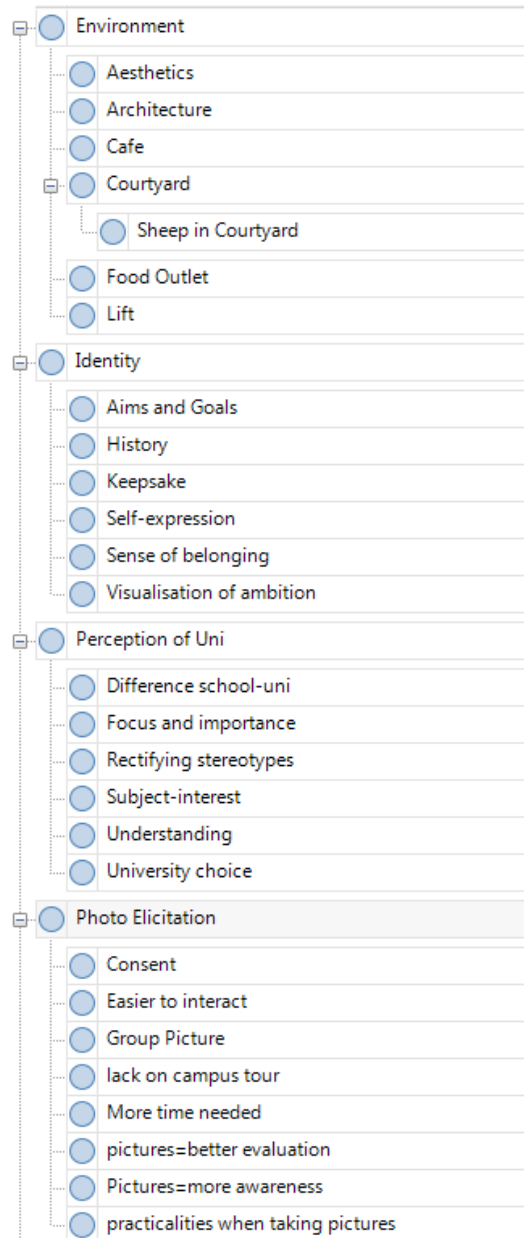 Environment
Aesthetics
Architecture
Cafe
Courtyard
Sheep in Courtyard
Food Outlet
Lift
Identity
Aims and Goals
History
Keepsake
Self-expression
Sense of belonging
Visualisation of ambition
Perception of Uni
Difference school-uni
Focus and importance
Rectifying stereotypes
Subject-interest
Understanding
University choice
Photo Elicitation
Consent
Easier to interact
Group Picture
lack on campus tour
More time needed
pictures=better evaluation
Pictures=more awareness
practicalities when taking pictures